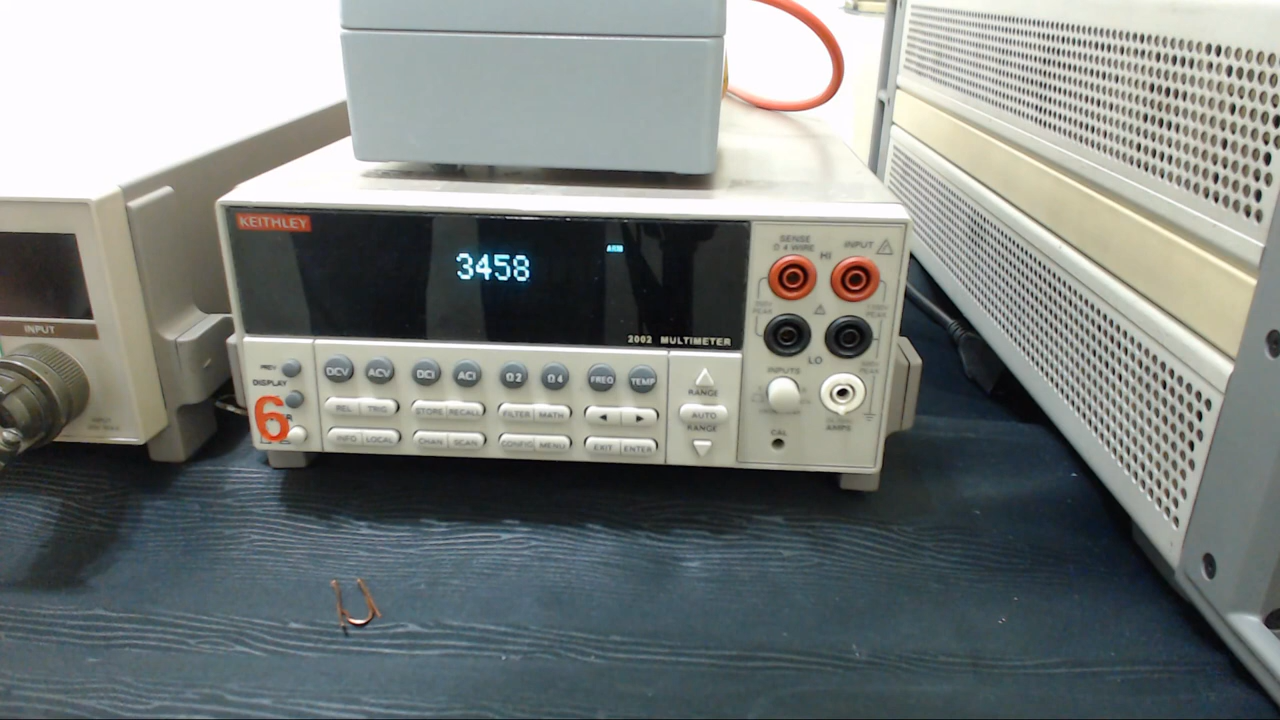 KEITHLEY
3458
ARM
2002 MULTIMETER
SENSE
Ω 4 WIRE
INPUT
HI
LO
INPUTS
CAL
AMPS
INPUT
PREV
DISPLAY
6
DCV ACV DCI ACI Ω2 Ω4 FREQ TEMP
REL TRIG STORE RECALL FILTER MATH
INFO LOCAL CHAN SCAN CONFIG MENU EXIT ENTER
RANGE
AUTO
RANGE